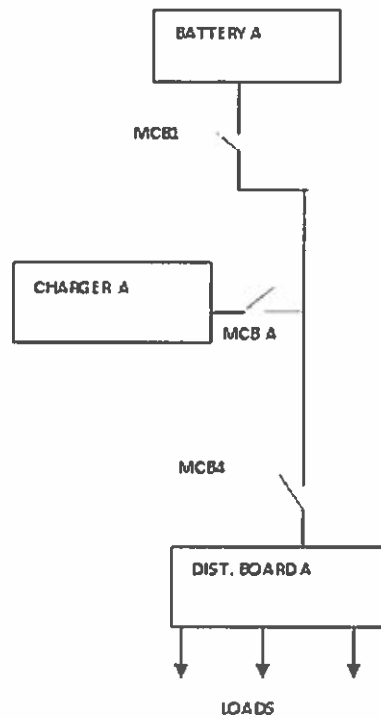 BATTERY A
MCB1
CHARGER A
MCB A
MCB4
DIST. BOARD A
LOADS